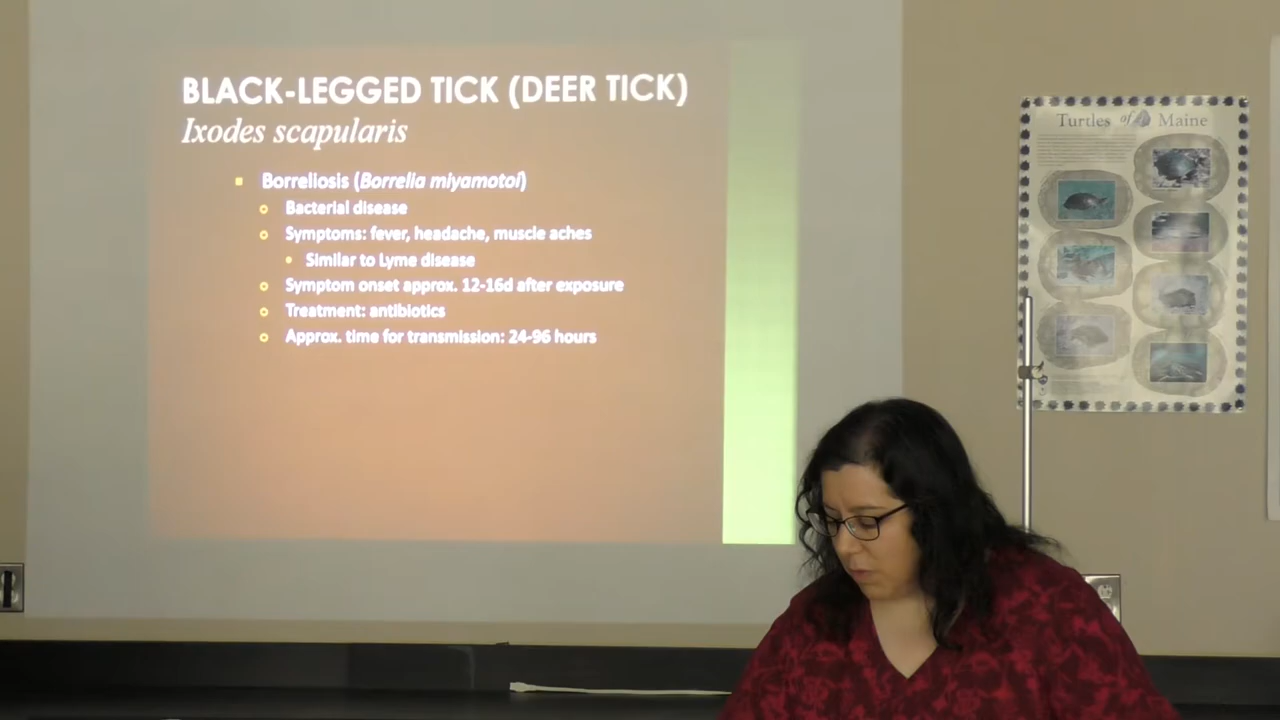 BLACK-LEGGED TICK (DEER TICK)
Ixodes scapularis
Borreliosis (Borrelia miyamotoi)
Bacterial disease
Symptoms: fever, headache, muscle aches
Similar to Lyme disease
Symptom onset approx. 12-16d after exposure
Treatment: antibiotics
Approx. time for transmission: 24-96 hours
Turtles of Maine